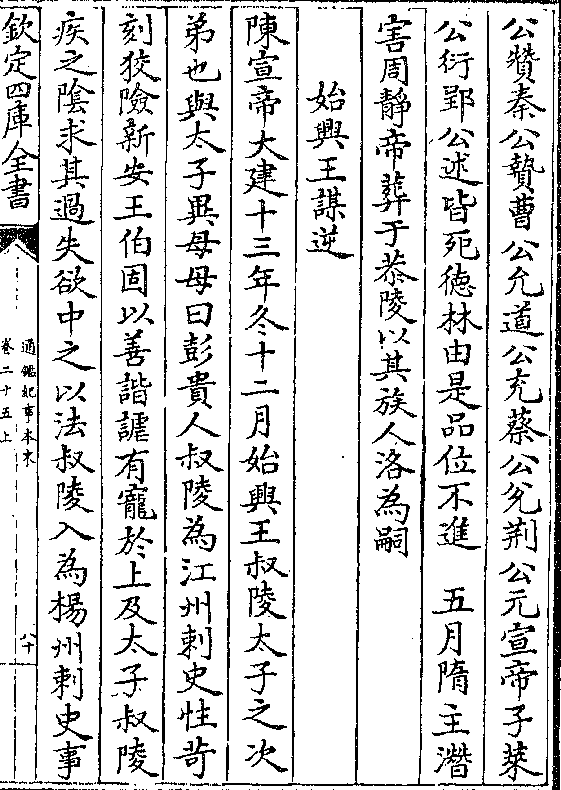 公贊秦公贄曹公允道公充蔡公兊荆公元宣帝子萊
公衍郢公述皆死徳林由是品位不進　五月隋主潛
害周靜帝葬于恭陵以其族人洛為嗣
始興王謀逆
陳宣帝大建十三年冬十二月始興王叔陵太子之次
弟也與太子異母母曰彭貴人叔陵為江州刺史性苛
刻狡險新安王伯固以善諧謔有寵於上及太子叔陵
疾之隂求其過失欲中之以法叔陵入為楊州刺史事
欽定四庫全書
通鑑紀事本末
卷二十五上
八十